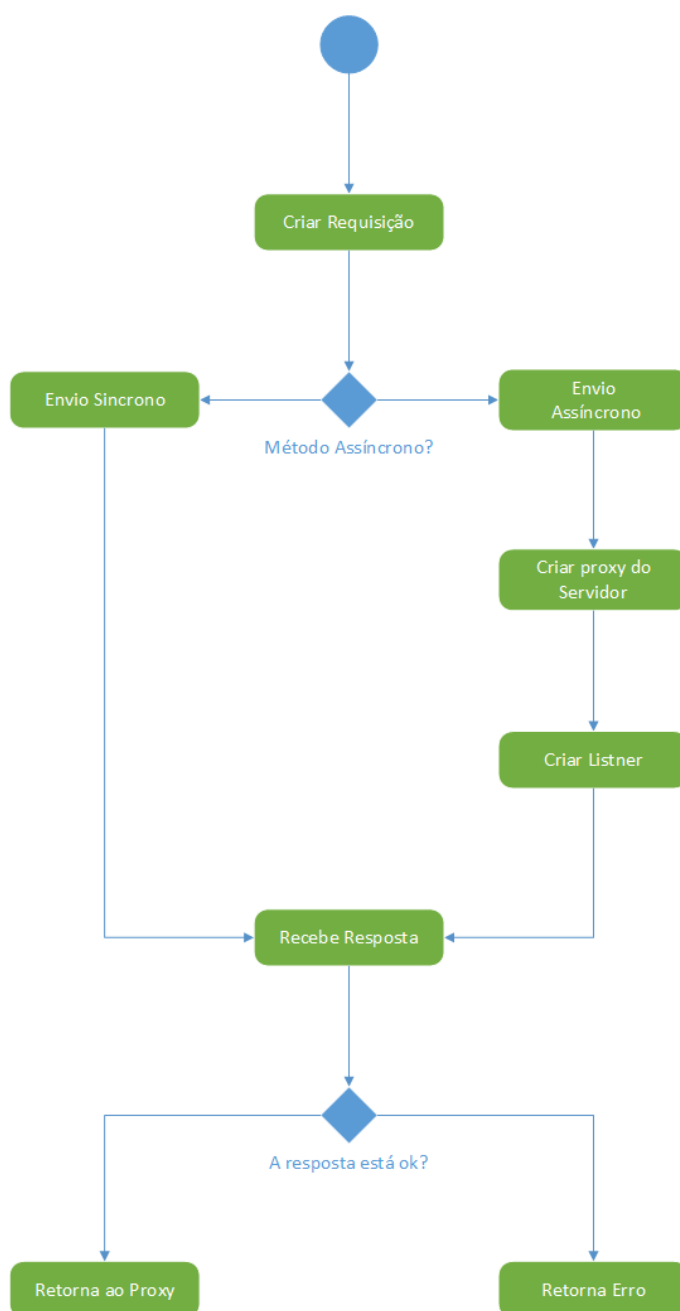 Criar Requisição
Envio Sincrono
Envio
Assíncrono
Método Assíncrono?
Criar proxy do
Servidor
Criar Listner
Recebe Resposta
A resposta está ok?
Retorna ao Proxy
Retorna Erro